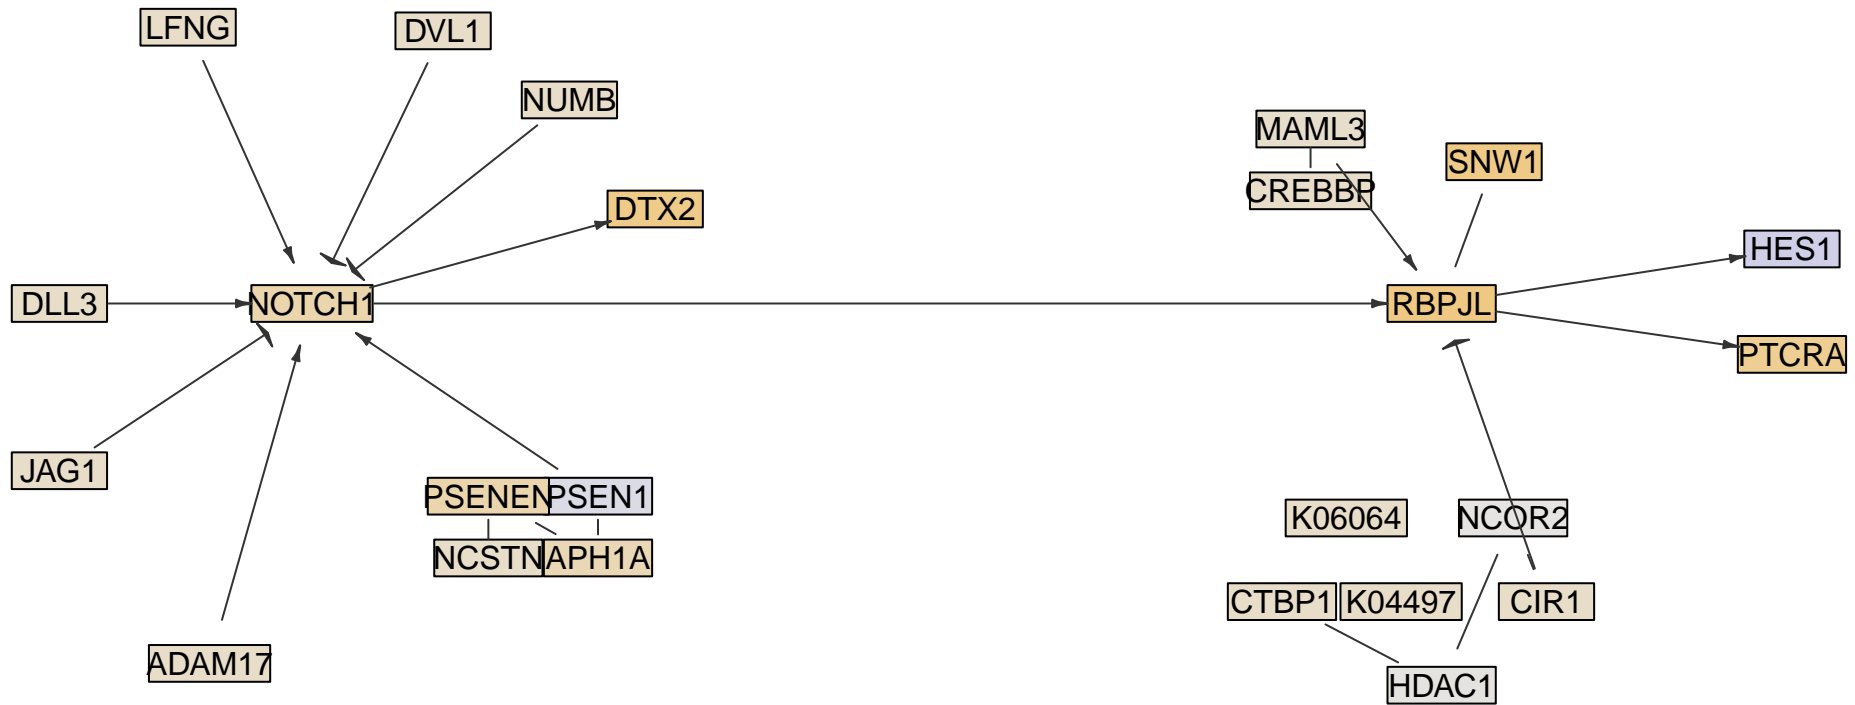 LFNG
DVL1
NUMB
MAML3
SNW1
CREBBP
DTX2
HES1
DLL3
NOTCH1
RBPJL
PTCRA
JAG1
PSENEN
PSEN1
K06064
NCOR2
NCSTN
APH1A
CTBP1
K04497
CIR1
ADAM17
HDAC1